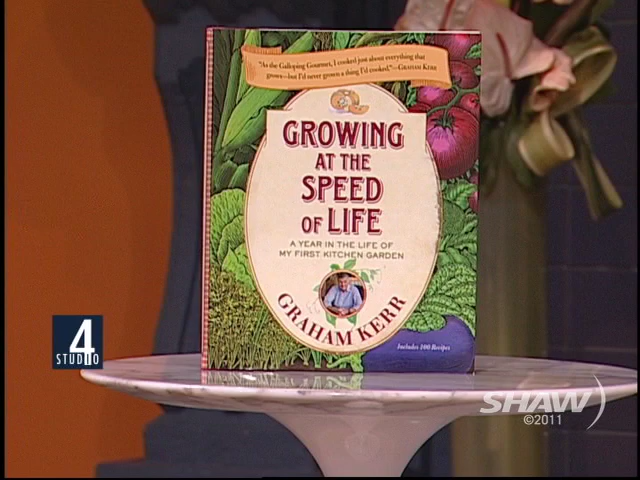 "As the Galloping Gourmet, I cooked just about everything that
grows—but I'd never grown a thing I'd cooked."—GRAHAM KERR
GROWING
AT THE
SPEED
OF LIFE
A YEAR IN THE LIFE OF
MY FIRST KITCHEN GARDEN
GRAHAM KERR
Includes 100 Recipes
4
STUDIO
SHAW)
©2011